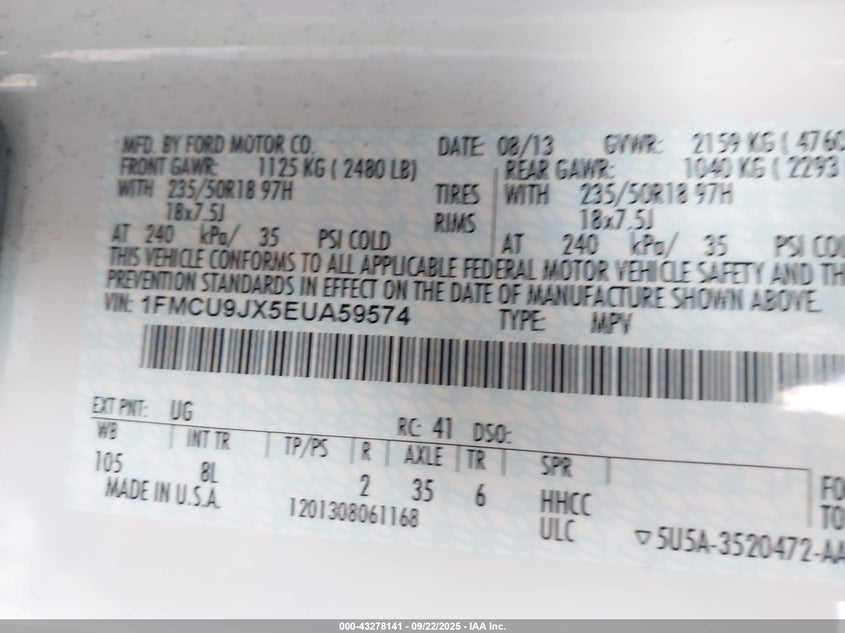 MFD. BY FORD MOTOR CO. DATE: 08/13 GVWR: 2159 KG ( 4760
FRONT GAWR: 1125 KG ( 2480 LB) REAR GAWR: 1040 KG ( 2293
WITH 235/50R18 97H TIRES WITH 235/50R18 97H
18x7.5J RIMS 18x7.5J
AT 240 kPa/ 35 PSI COLD AT 240 kPa/ 35 PSI COL
THIS VEHICLE CONFORMS TO ALL APPLICABLE FEDERAL MOTOR VEHICLE SAFETY AND TH
PREVENTION STANDARDS IN EFFECT ON THE DATE OF MANUFACTURE SHOWN ABOVE.
VIN: 1FMCU9JX5EUA59574 TYPE: MPV
EXT PNT: UG RC: 41 DSO:
WB INT TR TP/PS R AXLE TR SPR
105 8L 2 35 6 HHCC FO
MADE IN U.S.A. 1201308061168 ULC TO
▽5U5A-3520472-AA
000-43278141 - 09/22/2025 - IAA Inc.